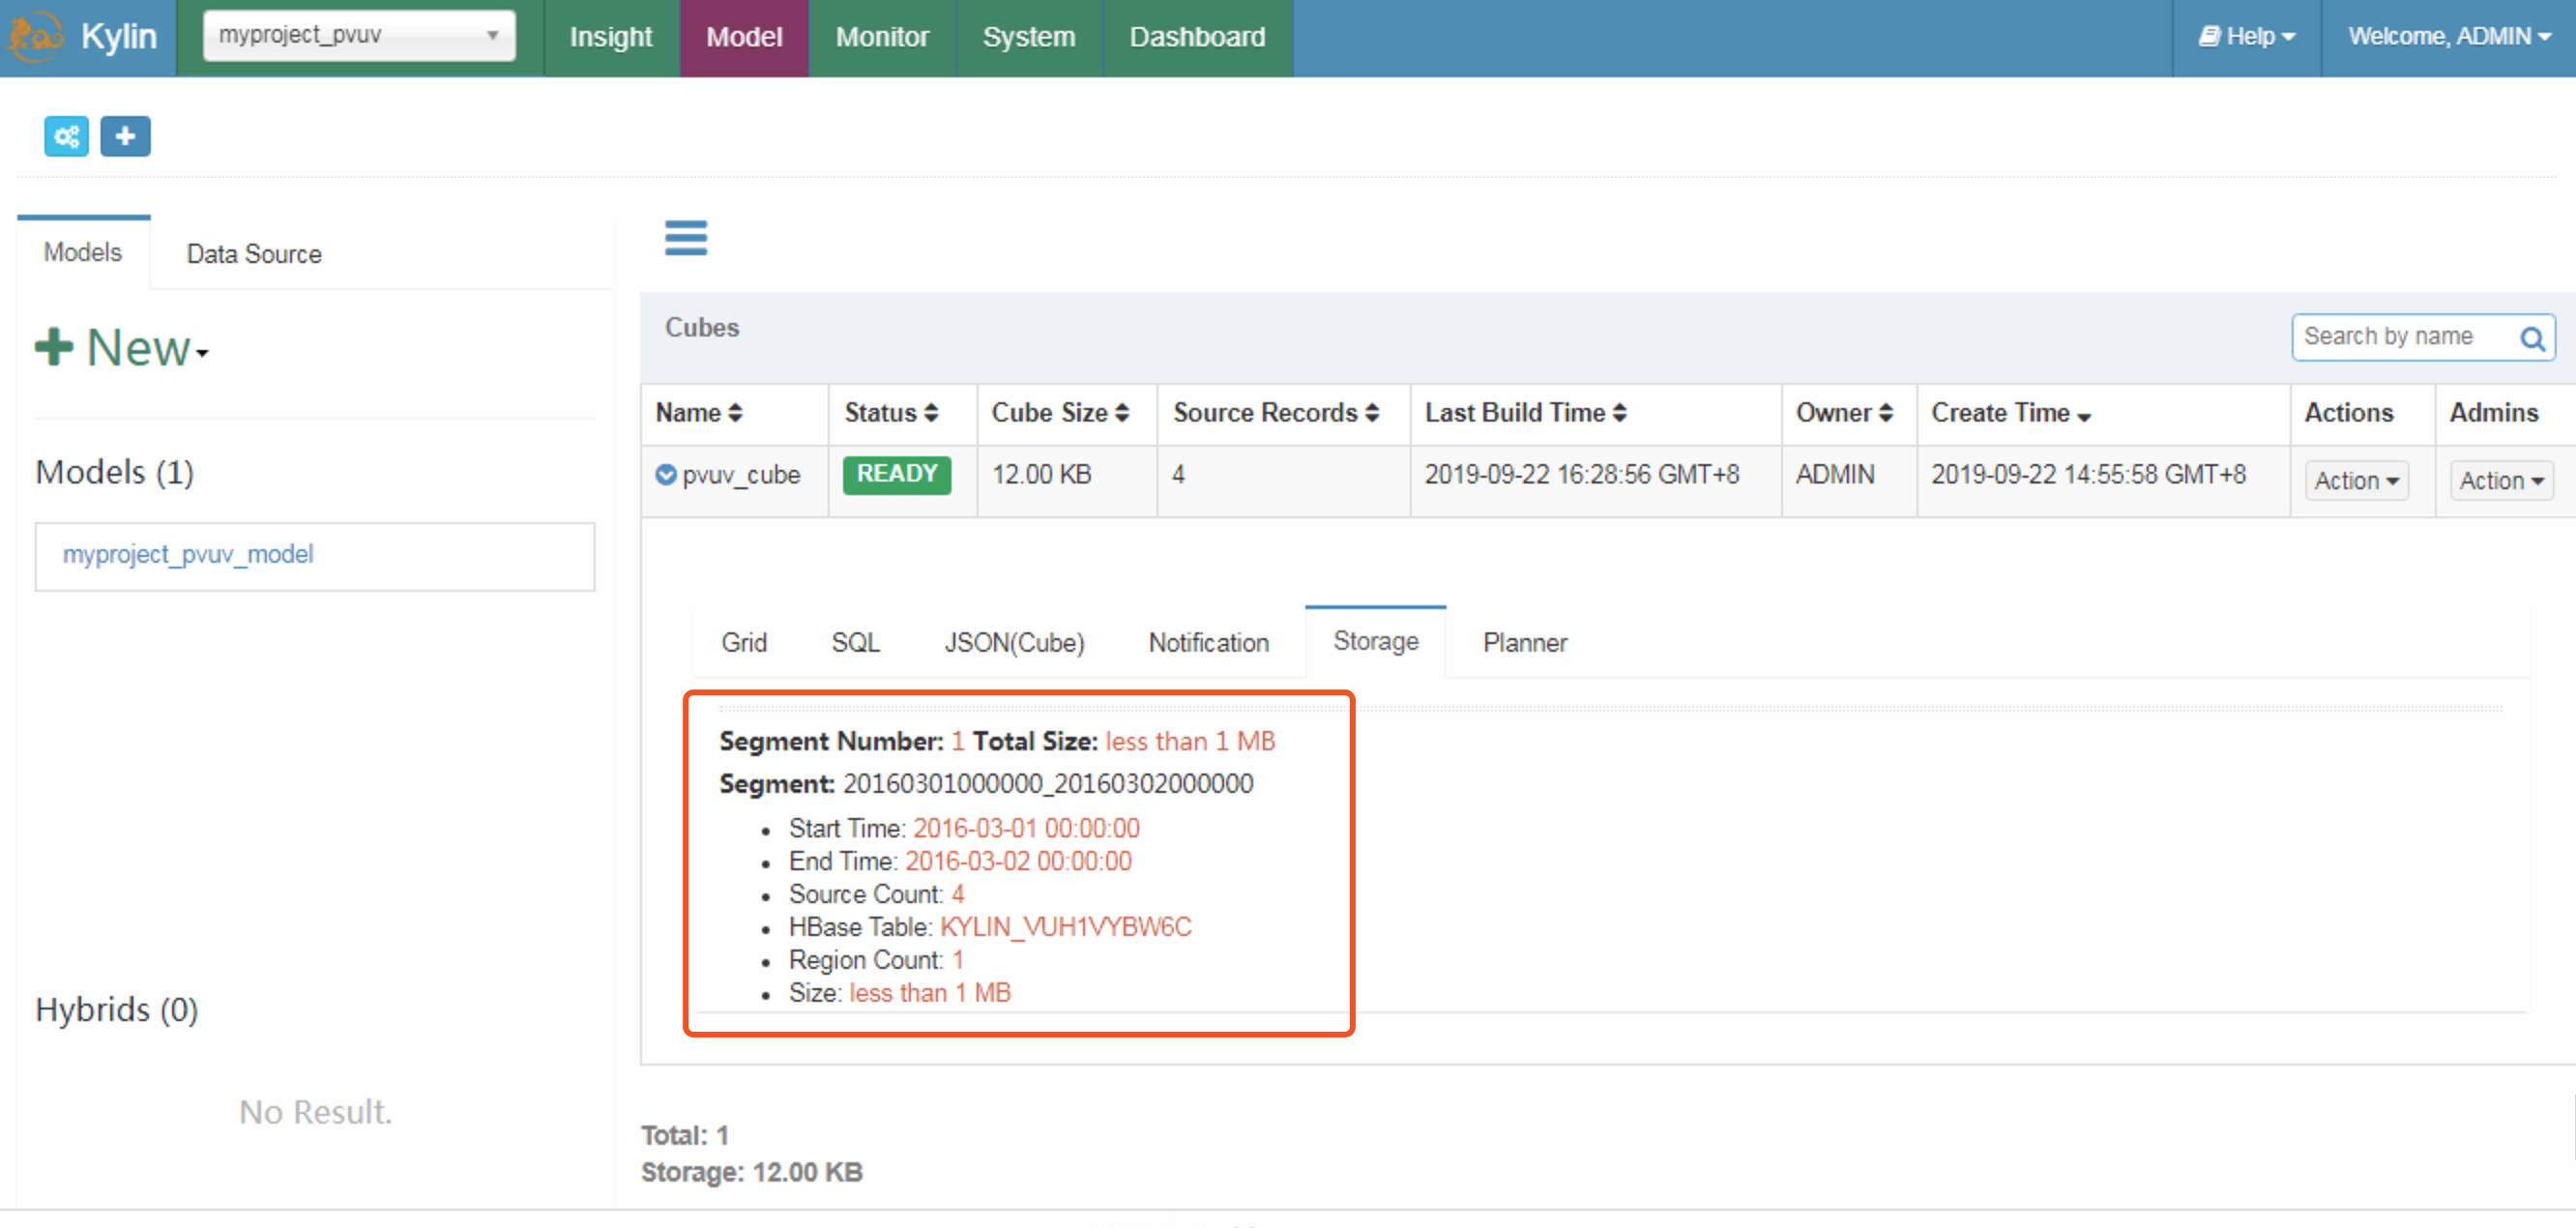 Kylin myproject_pvuv Insight Model Monitor System Dashboard Help Welcome, ADMIN
Models Data Source
New
Models (1)
myproject_pvuv_model
Hybrids (0)
No Result.
Cubes Search by name
Name Status Cube Size Source Records Last Build Time Owner Create Time Actions Admins
pvuv_cube READY 12.00 KB 4 2019-09-22 16:28:56 GMT+8 ADMIN 2019-09-22 14:55:58 GMT+8 Action Action
Grid SQL JSON(Cube) Notification Storage Planner
Segment Number: 1 Total Size: less than 1 MB
Segment: 20160301000000_20160302000000
• Start Time: 2016-03-01 00:00:00
• End Time: 2016-03-02 00:00:00
• Source Count: 4
• HBase Table: KYLIN_VUH1VYBW6C
• Region Count: 1
• Size: less than 1 MB
Total: 1
Storage: 12.00 KB